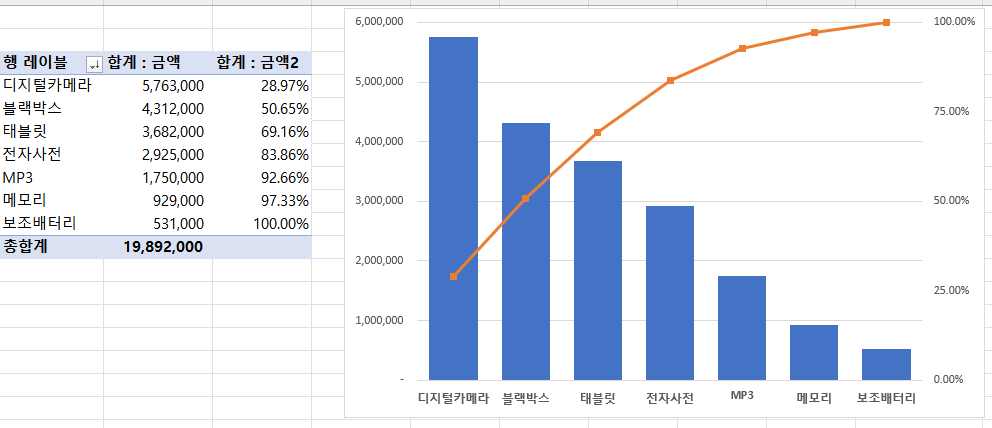 행 레이블 합계 : 금액 합계 : 금액2
디지털카메라 5,763,000 28.97%
블랙박스 4,312,000 50.65%
태블릿 3,682,000 69.16%
전자사전 2,925,000 83.86%
MP3 1,750,000 92.66%
메모리 929,000 97.33%
보조배터리 531,000 100.00%
총합계 19,892,000
6,000,000
5,000,000
4,000,000
3,000,000
2,000,000
1,000,000
-
100.00%
75.00%
50.00%
25.00%
0.00%
디지털카메라 블랙박스 태블릿 전자사전 MP3 메모리 보조배터리